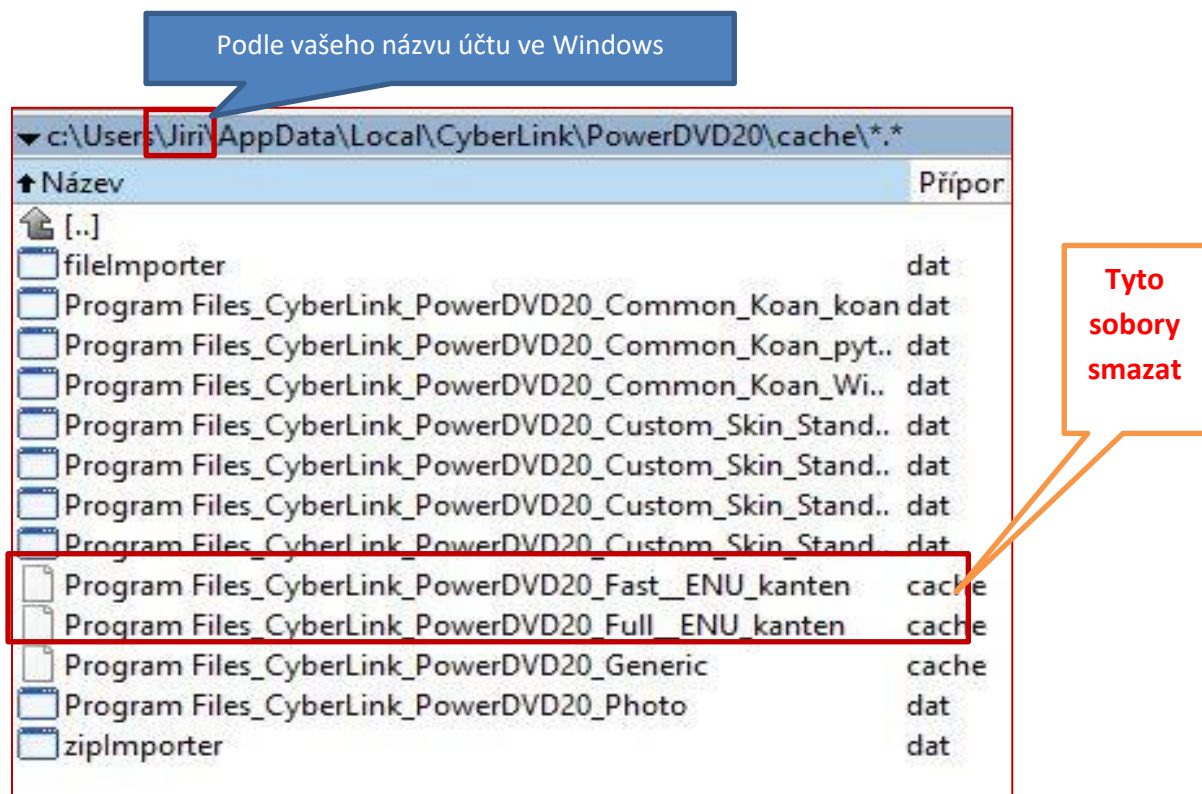 Podle vašeho názvu účtu ve Windows
c:\Users\Jiri\AppData\Local\CyberLink\PowerDVD20\cache\*.*
Název Přípor
[..]
fileImporter dat
Program Files_CyberLink_PowerDVD20_Common_Koan_koan dat
Program Files_CyberLink_PowerDVD20_Common_Koan_pyt.. dat
Program Files_CyberLink_PowerDVD20_Common_Koan_Wi.. dat
Program Files_CyberLink_PowerDVD20_Custom_Skin_Stand.. dat
Program Files_CyberLink_PowerDVD20_Custom_Skin_Stand.. dat
Program Files_CyberLink_PowerDVD20_Custom_Skin_Stand.. dat
Program Files_CyberLink_PowerDVD20_Custom_Skin_Stand.. dat
Program Files_CyberLink_PowerDVD20_Fast__ENU_kanten cache
Program Files_CyberLink_PowerDVD20_Full__ENU_kanten cache
Program Files_CyberLink_PowerDVD20_Generic cache
Program Files_CyberLink_PowerDVD20_Photo dat
zipImporter dat
Tyto
sobory
smazat